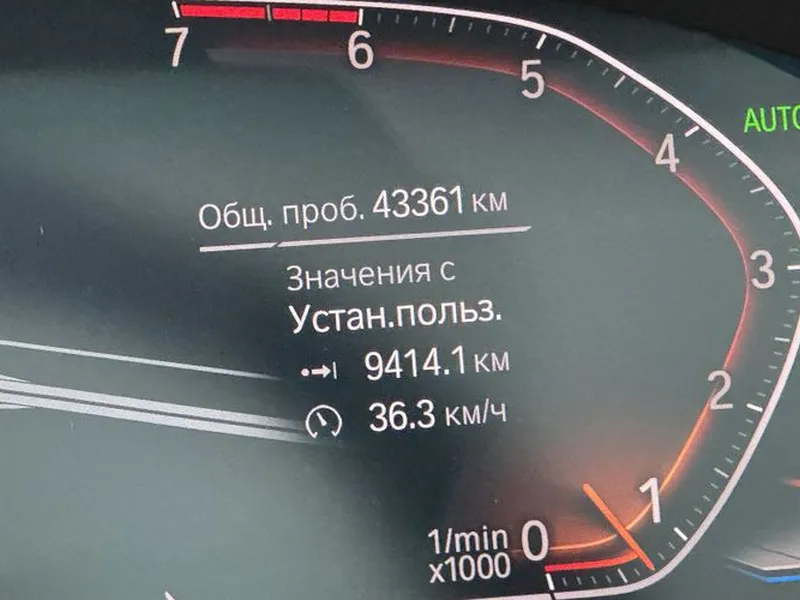 7
6
5
AUTO
4
Общ. проб. 43361 км
3
Значения с
Устан.польз.
9414.1 км
2
36.3 км/ч
1
1/min 0
x1000